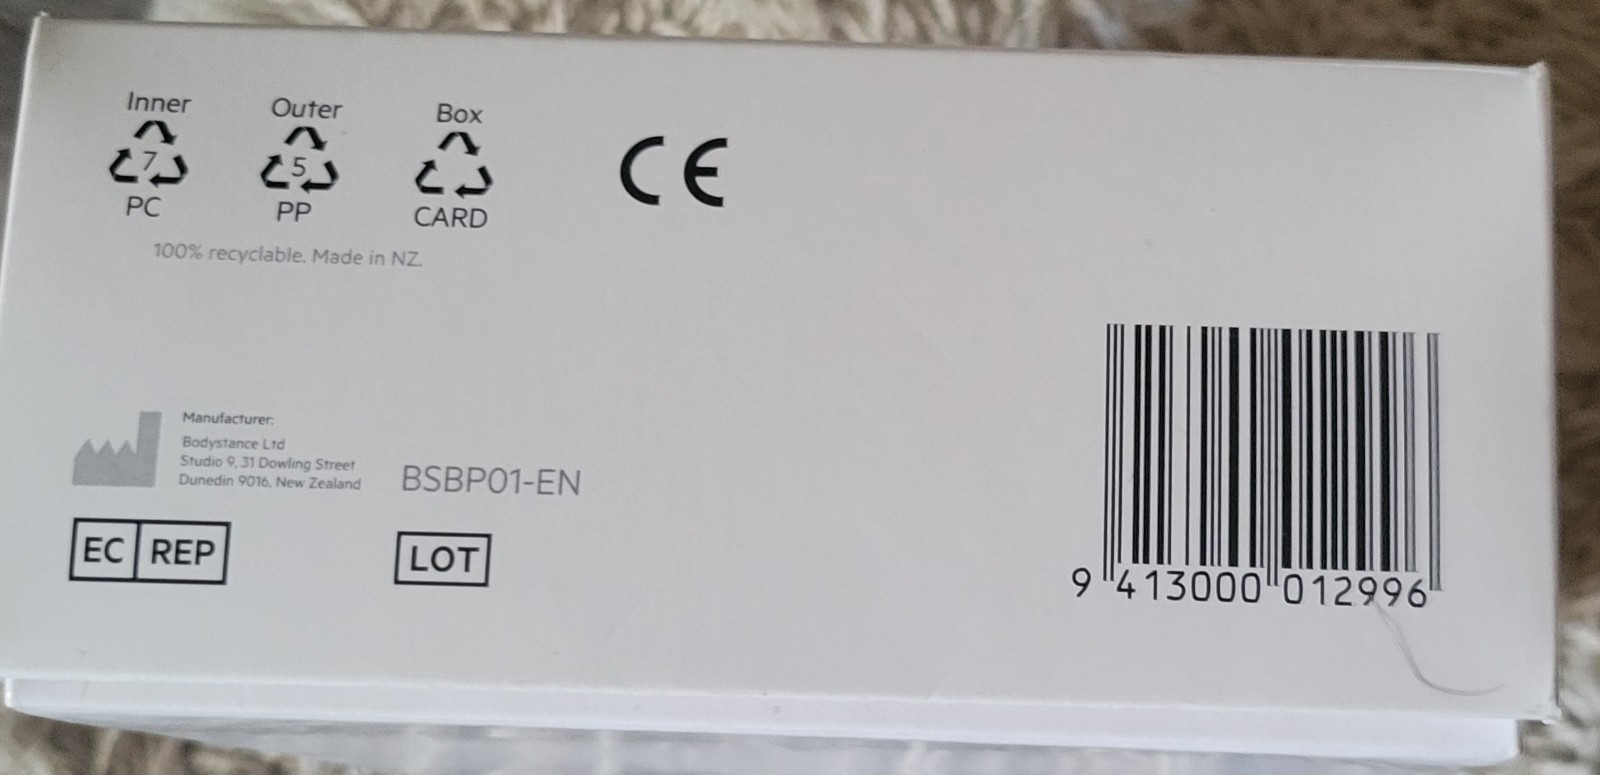 Inner Outer Box
7 5
PC PP CARD
CE
100% recyclable. Made in NZ.
Manufacturer:
Bodystance Ltd
Studio 9, 31 Dowling Street
Dunedin 9016, New Zealand
BSBP01-EN
EC REP
LOT
9 413000 012996